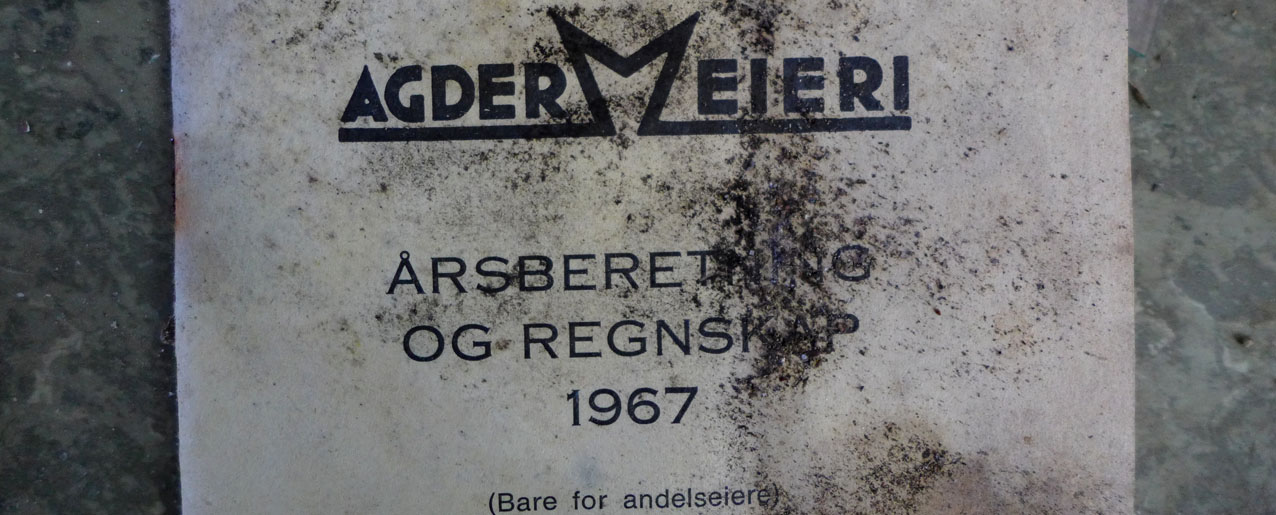 AGDER MEIERI
ÅRSBERETNING
OG REGNSKAP
1967
(Bare for andelseiere)